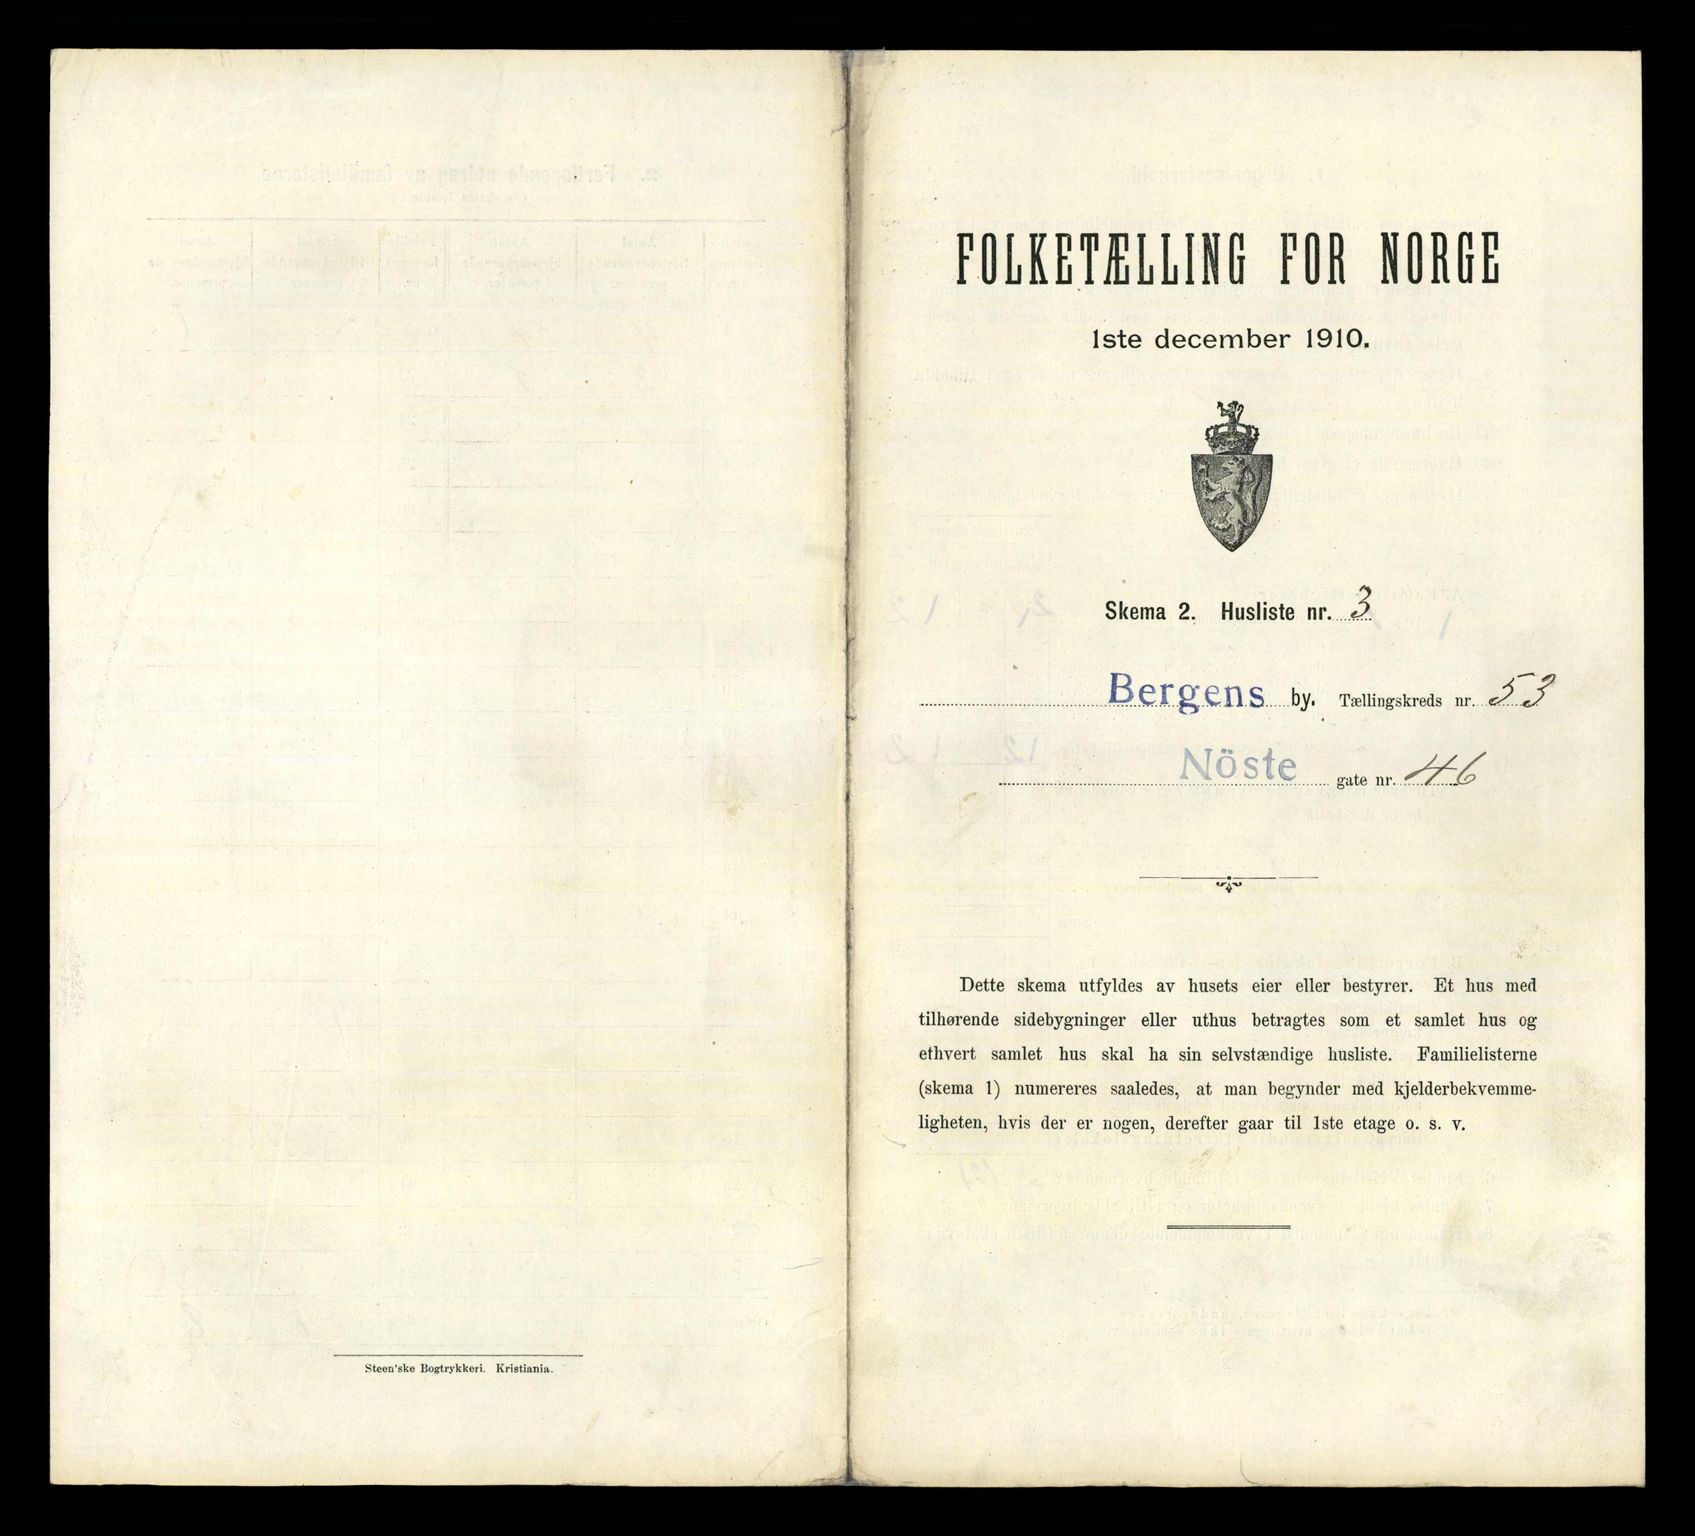 FOLKETÆLLING FOR NORGE
1ste december 1910.
Skema 2. Husliste nr. 3
Bergens by. Tællingskreds nr. 53
Nöste gate nr. 46
Dette skema utfyldes av husets eier eller bestyrer. Et hus med
tilhørende sidebygninger eller uthus betragtes som et samlet hus og
ethvert samlet hus skal ha sin selvstændige husliste. Familielisterne
(skema 1) numereres saaledes, at man begynder med kjelderbekvemme-
ligheten, hvis der er nogen, derefter gaar til 1ste etage o. s. v.
Steen'ske Bogtrykkeri. Kristiania.